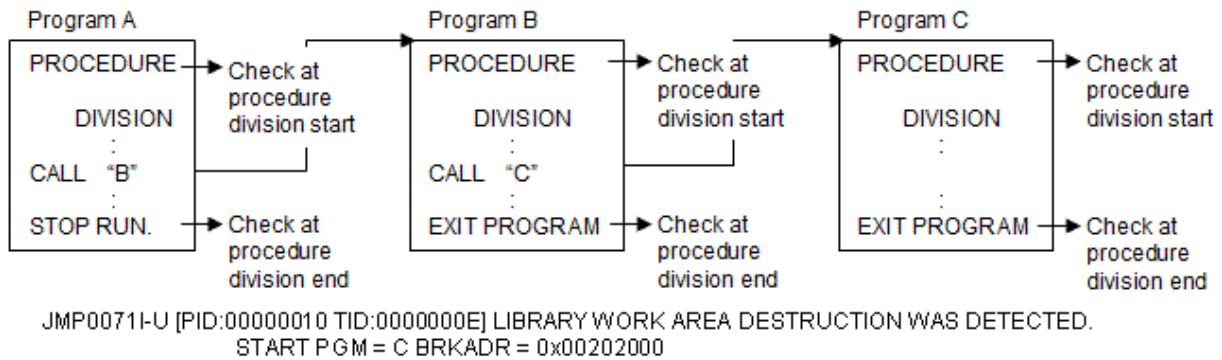 Program A
PROCEDURE
DIVISION
:
CALL "B"
:
STOP RUN.
Check at
procedure
division start
Check at
procedure
division end
Program B
PROCEDURE
DIVISION
:
CALL "C"
:
EXIT PROGRAM
Check at
procedure
division start
Check at
procedure
division end
Program C
PROCEDURE
DIVISION
:
:
EXIT PROGRAM
Check at
procedure
division start
Check at
procedure
division end
JMP0071I-U [PID:00000010 TID:0000000E] LIBRARY WORK AREA DESTRUCTION WAS DETECTED.
START PGM = C BRKADR = 0x00202000